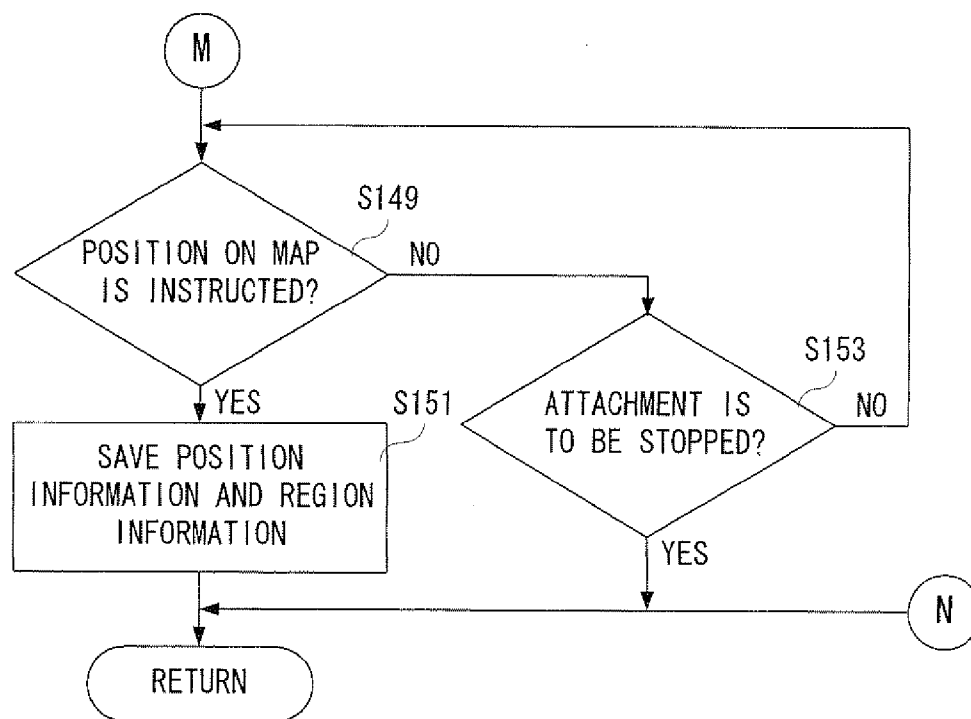 M
S149
POSITION ON MAP
IS INSTRUCTED?
NO
YES
S151
SAVE POSITION
INFORMATION AND REGION
INFORMATION
S153
ATTACHMENT IS
TO BE STOPPED?
NO
YES
N
RETURN